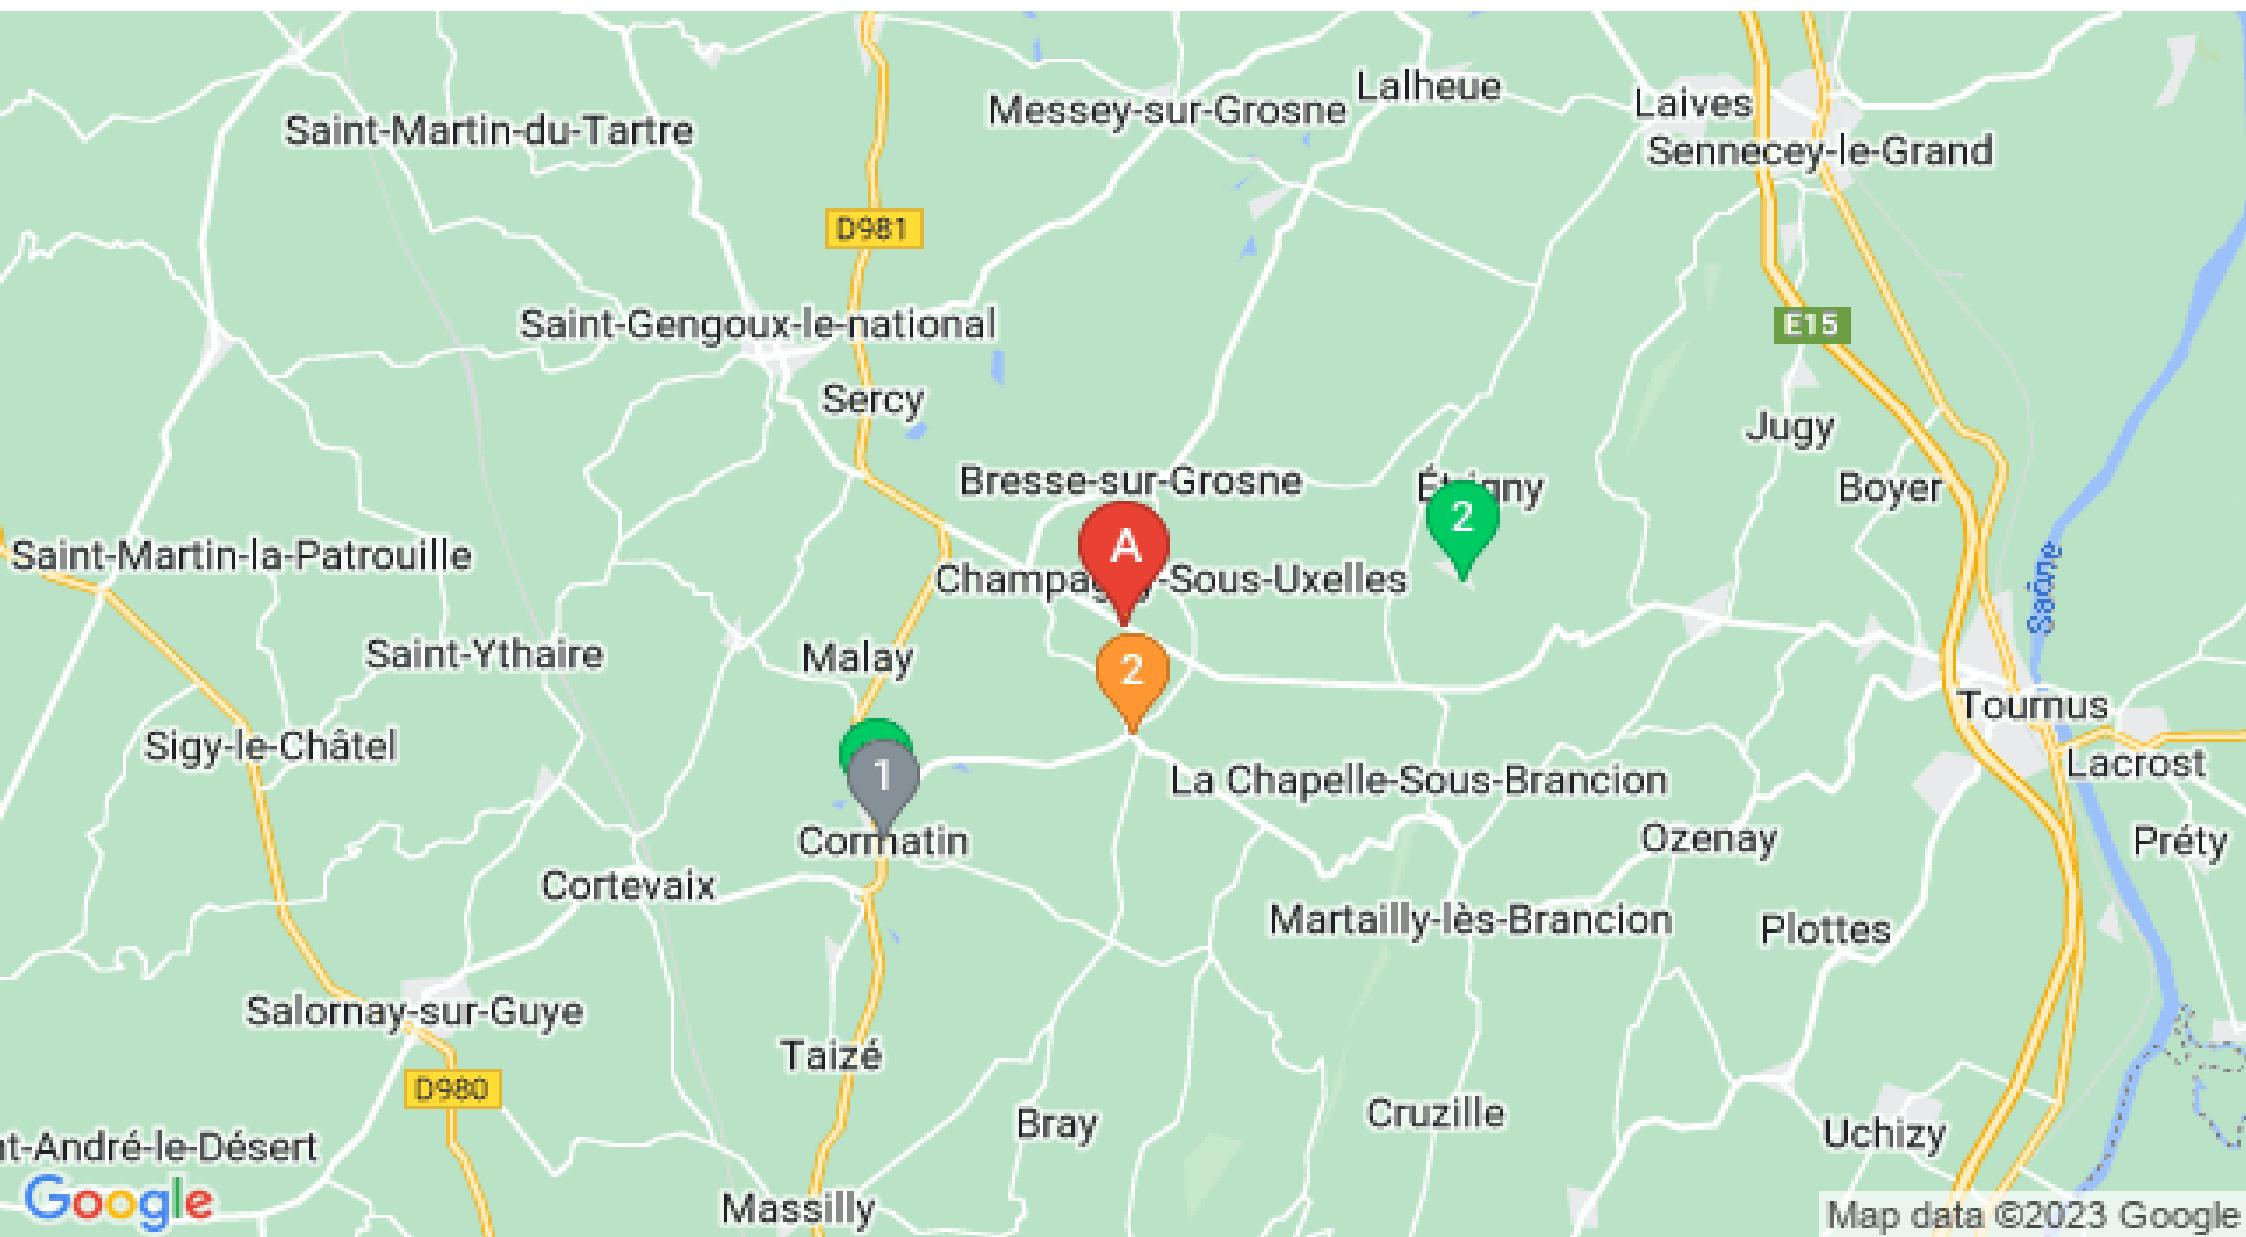 Lalheue
Messey-sur-Grosne
Laives
Saint-Martin-du-Tartre
Sennecey-le-Grand
D981
Saint-Gengoux-le-national
E15
Sercy
Jugy
Bresse-sur-Grosne
Boyer
2
A
Saint-Martin-la-Patrouille
-Sous-Uxelles
Saône
Saint-Ythaire
Malay
2
Tournus
Sigy-le-Châtel
Lacrost
1
La Chapelle-Sous-Brancion
Cormatin
Ozenay
Préty
Cortevaix
Martailly-lès-Brancion
Plottes
Salornay-sur-Guye
Taizé
D980
Cruzille
Bray
Uchizy
t-André-le-Désert
Google
Massilly
Map data ©2023 Google